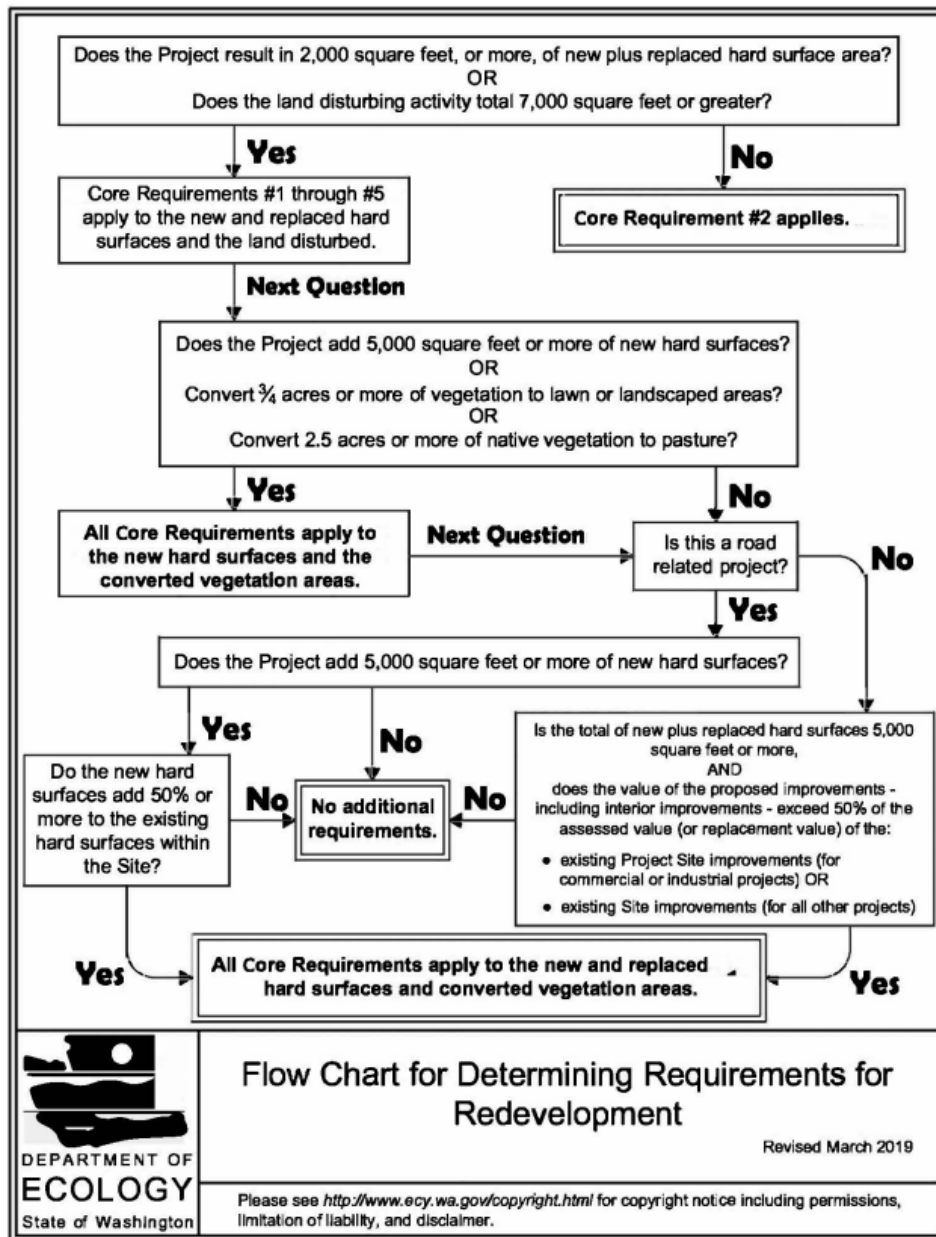 Does the Project result in 2,000 square feet, or more, of new plus replaced hard surface area?
OR
Does the land disturbing activity total 7,000 square feet or greater?
Yes
No
Core Requirements #1 through #5
apply to the new and replaced hard
surfaces and the land disturbed.
Core Requirement #2 applies.
Next Question
Does the Project add 5,000 square feet or more of new hard surfaces?
OR
Convert ¾ acres or more of vegetation to lawn or landscaped areas?
OR
Convert 2.5 acres or more of native vegetation to pasture?
Yes
No
All Core Requirements apply to
the new hard surfaces and the
converted vegetation areas.
Next Question
Is this a road
related project?
No
Yes
Does the Project add 5,000 square feet or more of new hard surfaces?
Yes
No
Do the new hard
surfaces add 50% or
more to the existing
hard surfaces within
the Site?
No
No additional
requirements.
No
Is the total of new plus replaced hard surfaces 5,000
square feet or more,
AND
does the value of the proposed improvements -
including interior improvements - exceed 50% of the
assessed value (or replacement value) of the:
• existing Project Site improvements (for
commercial or industrial projects) OR
• existing Site improvements (for all other projects)
Yes
All Core Requirements apply to the new and replaced
hard surfaces and converted vegetation areas.
Yes
DEPARTMENT OF
ECOLOGY
State of Washington
Flow Chart for Determining Requirements for
Redevelopment
Revised March 2019
Please see http://www.ecy.wa.gov/copyright.html for copyright notice including permissions,
limitation of liability, and disclaimer.